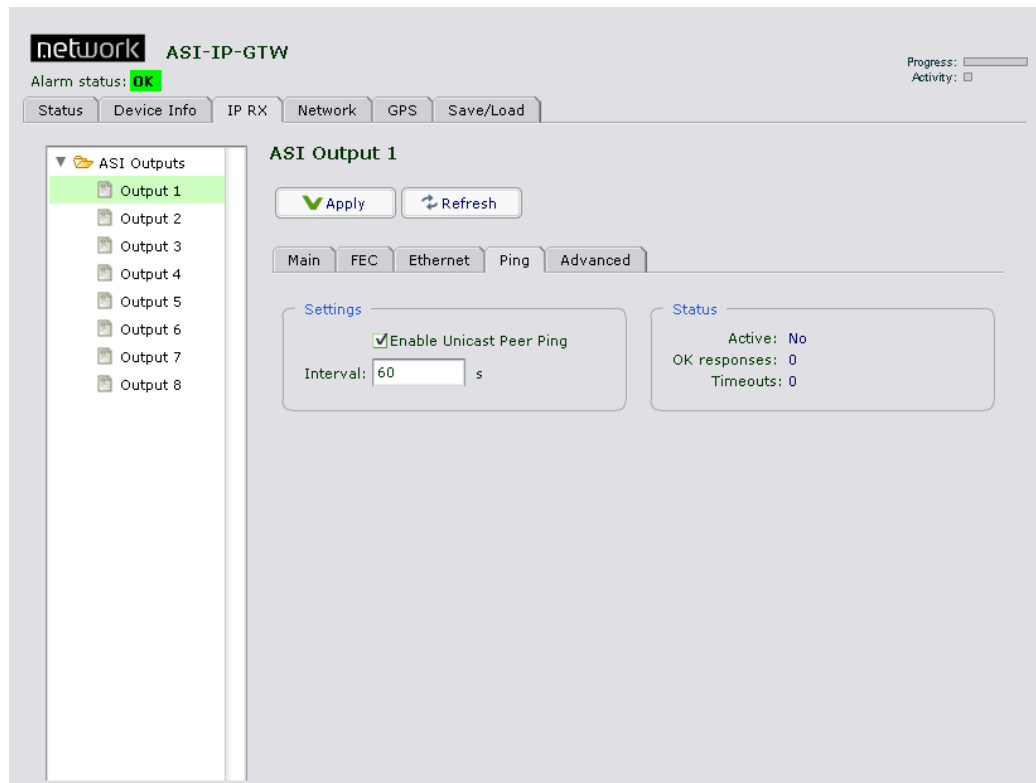 network ASI-IP-GTW
Alarm status: OK
Progress:
Activity:
Status Device Info IP RX Network GPS Save/Load
ASI Outputs
Output 1
Output 2
Output 3
Output 4
Output 5
Output 6
Output 7
Output 8
ASI Output 1
Apply Refresh
Main FEC Ethernet Ping Advanced
Settings
Enable Unicast Peer Ping
Interval: 60 s
Status
Active: No
OK responses: 0
Timeouts: 0